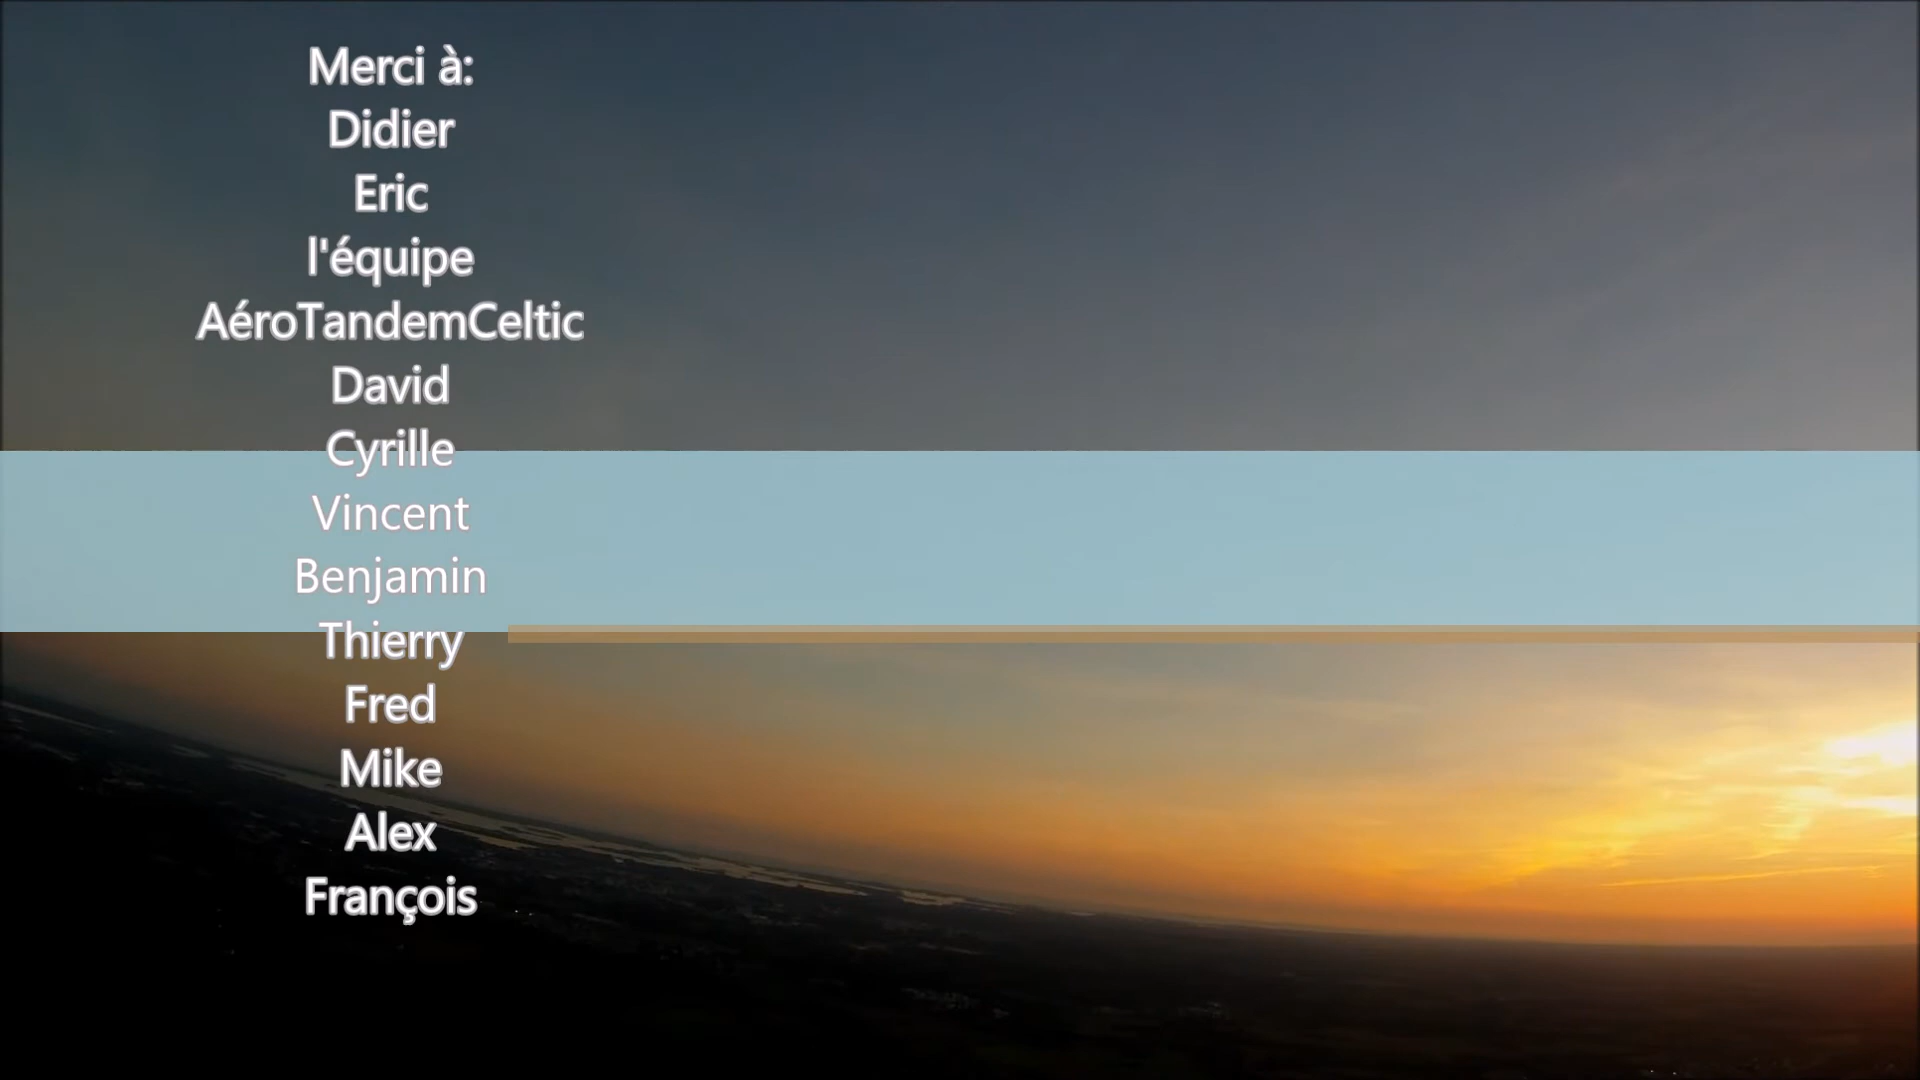 Merci à:
Didier
Eric
l'équipe
AéroTandemCeltic
David
Cyrille
Vincent
Benjamin
Thierry
Fred
Mike
Alex
François